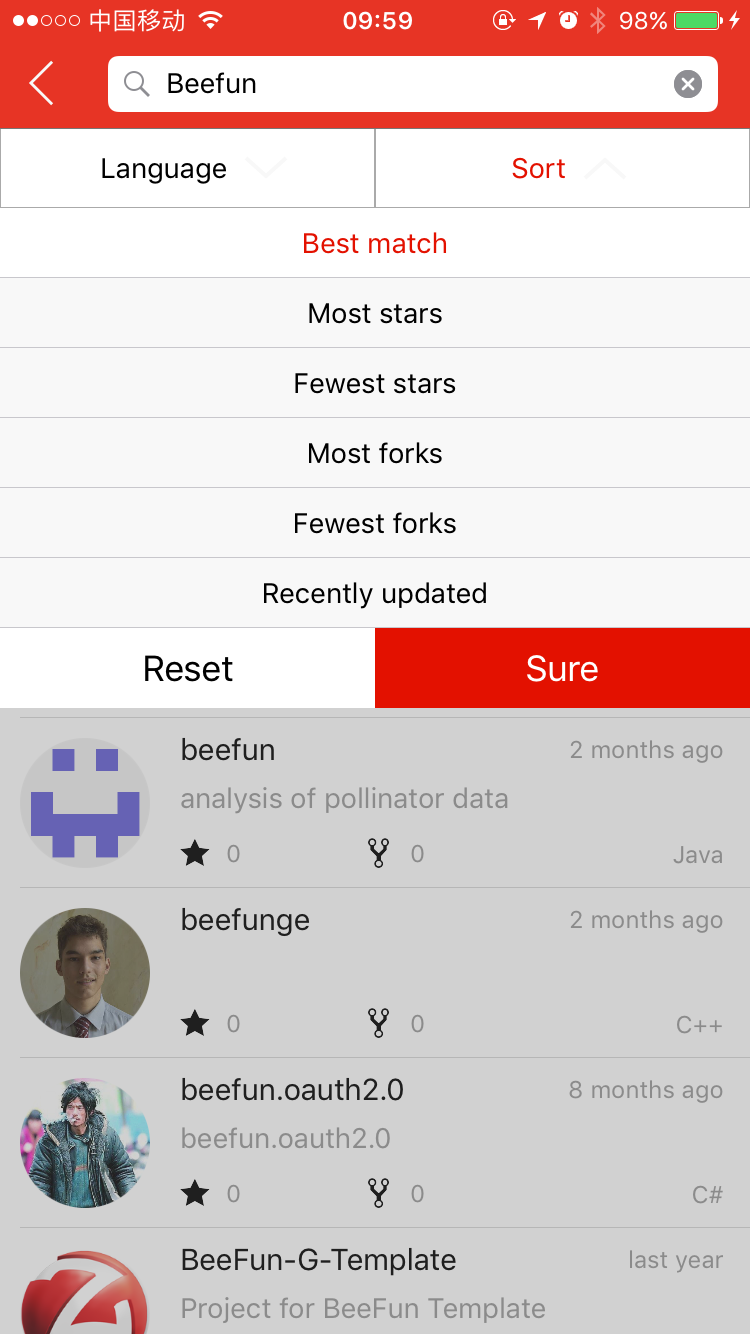 中国移动 09:59 98%
Beefun
Language Sort
Best match
Most stars
Fewest stars
Most forks
Fewest forks
Recently updated
Reset Sure
beefun 2 months ago
analysis of pollinator data
0 0 Java
beefunge 2 months ago
0 0 C++
beefun.oauth2.0 8 months ago
beefun.oauth2.0
0 0 C#
BeeFun-G-Template last year
Project for BeeFun Template